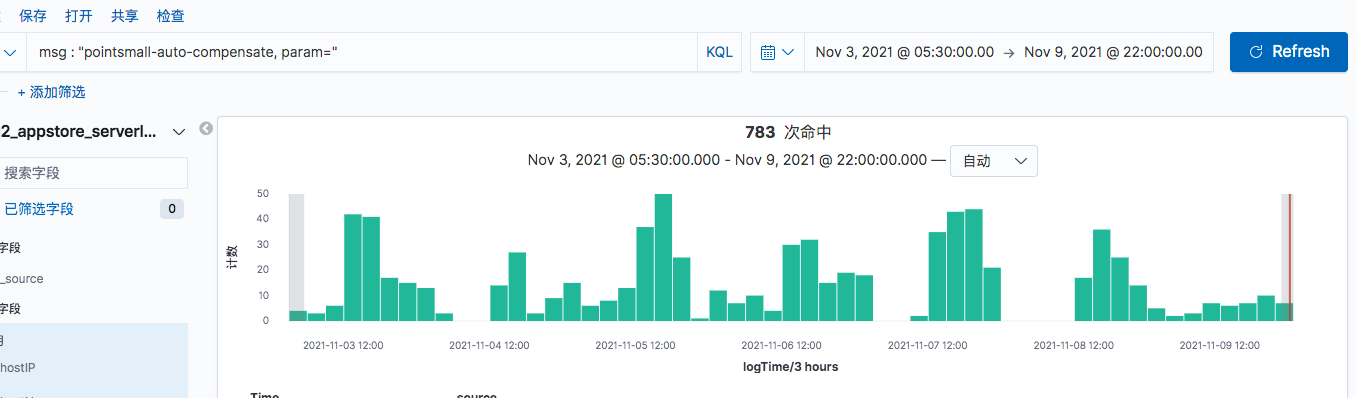 保存 打开 共享 检查
msg : "pointsmall-auto-compensate, param=" KQL Nov 3, 2021 @ 05:30:00.00 → Nov 9, 2021 @ 22:00:00.00 Refresh
+ 添加筛选
2_appstore_serverl...
783 次命中
搜索字段
Nov 3, 2021 @ 05:30:00.000 - Nov 9, 2021 @ 22:00:00.000 — 自动
已筛选字段 0
字段
_source
字段
hostIP
计数
50
40
30
20
10
0
2021-11-03 12:00 2021-11-04 12:00 2021-11-05 12:00 2021-11-06 12:00 2021-11-07 12:00 2021-11-08 12:00 2021-11-09 12:00
logTime/3 hours
Time source